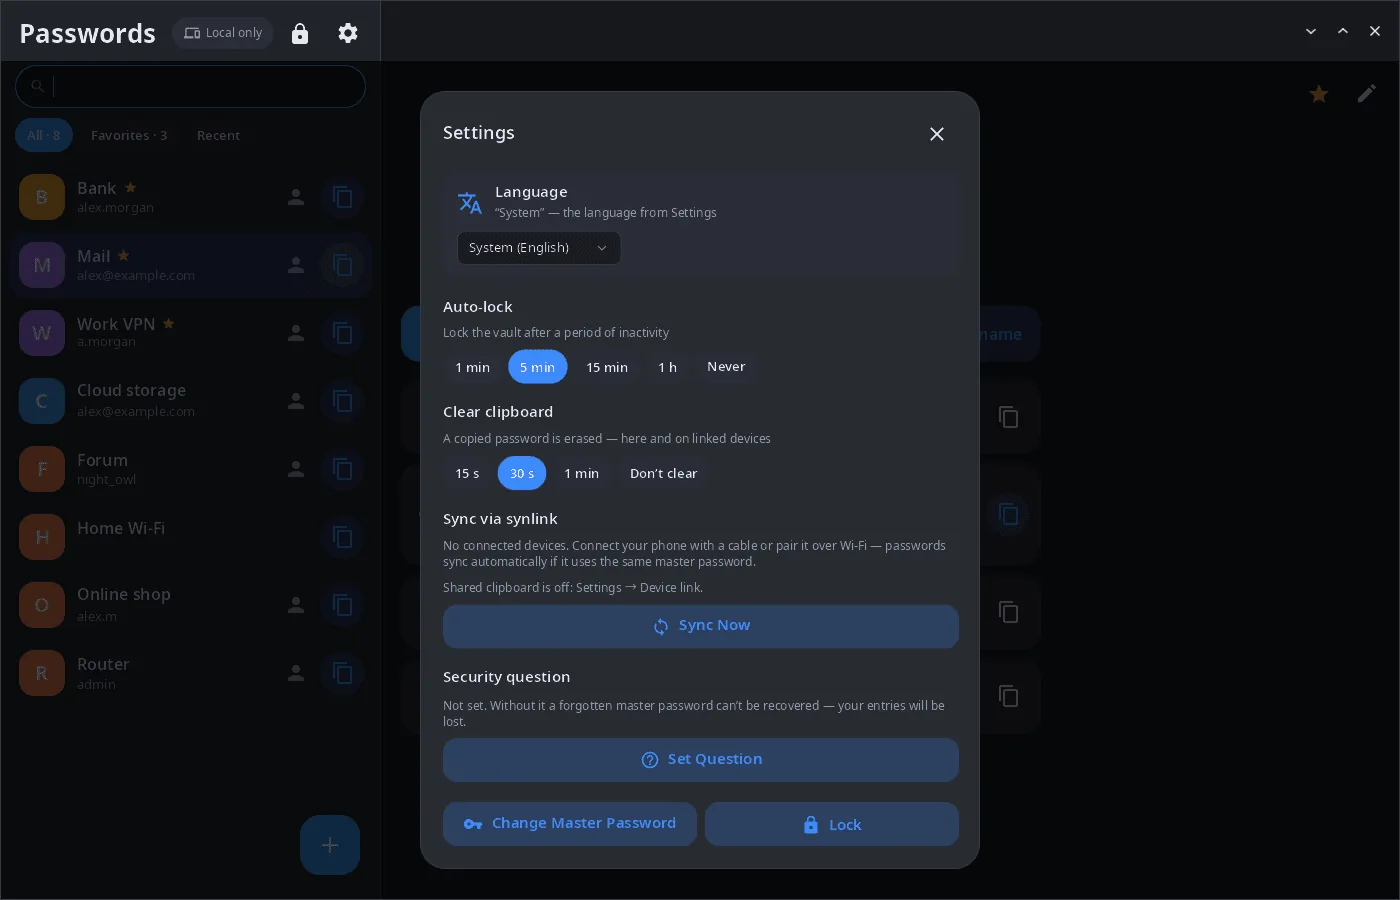 Passwords
Local only
All · 8
Favorites · 3
Recent
B
Bank
alex.morgan
M
Mail
alex@example.com
W
Work VPN
a.morgan
C
Cloud storage
alex@example.com
F
Forum
night_owl
H
Home Wi-Fi
O
Online shop
alex.m
R
Router
admin
name
Settings
Language
“System” — the language from Settings
System (English)
Auto-lock
Lock the vault after a period of inactivity
1 min
5 min
15 min
1 h
Never
Clear clipboard
A copied password is erased — here and on linked devices
15 s
30 s
1 min
Don’t clear
Sync via synlink
No connected devices. Connect your phone with a cable or pair it over Wi-Fi — passwords
sync automatically if it uses the same master password.
Shared clipboard is off: Settings → Device link.
Sync Now
Security question
Not set. Without it a forgotten master password can’t be recovered — your entries will be
lost.
Set Question
Change Master Password
Lock